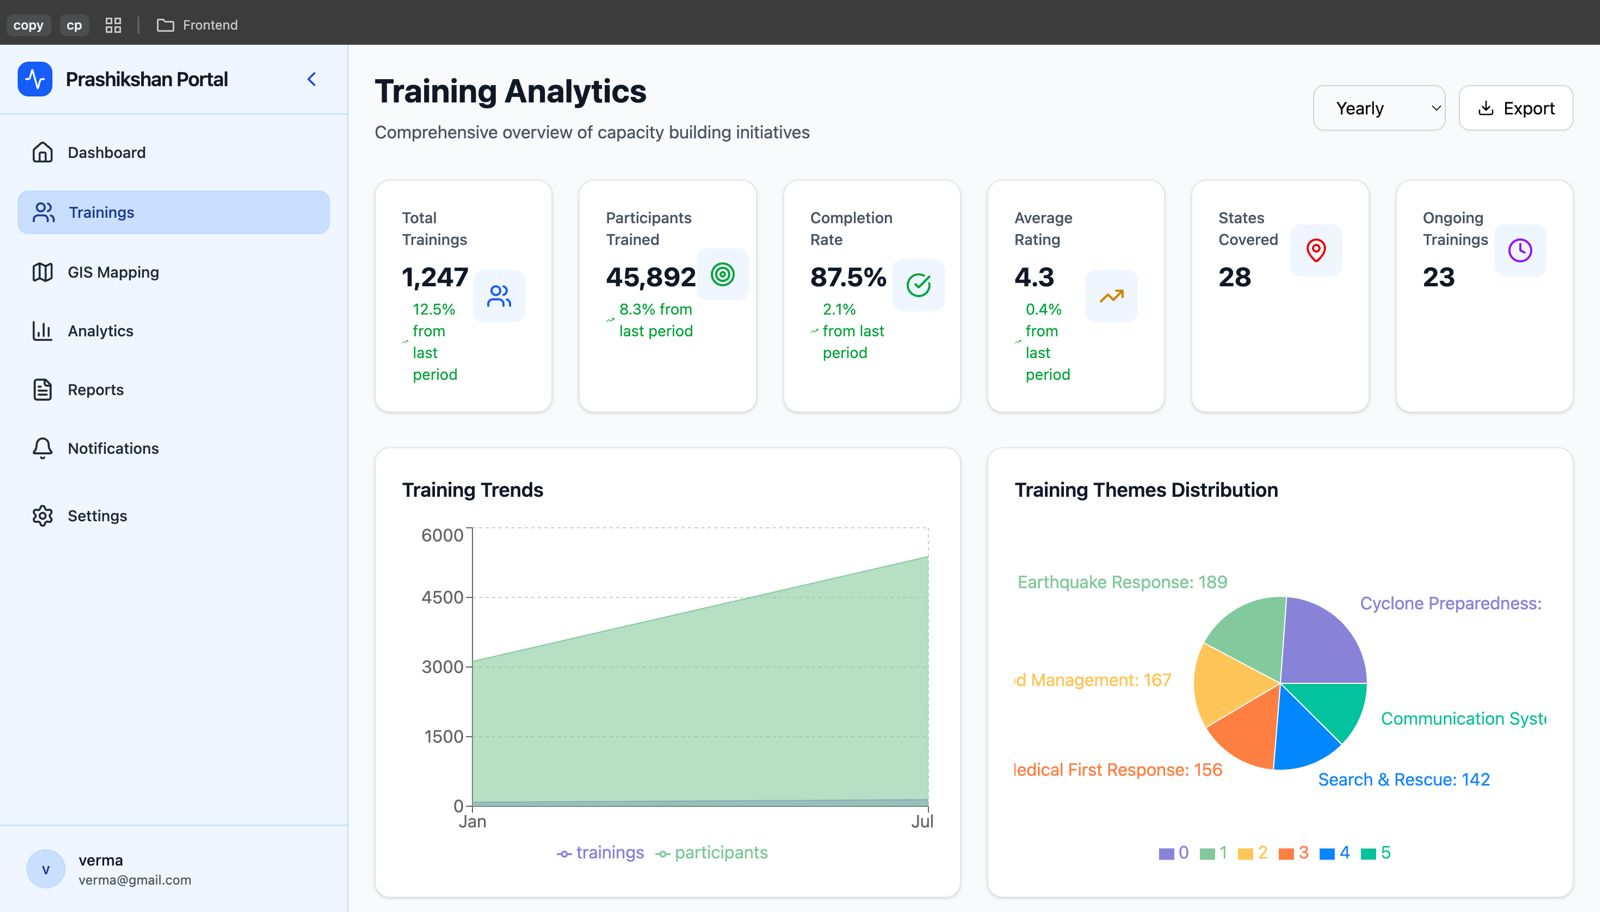 copy cp Frontend
Prashikshan Portal
Dashboard
Trainings
GIS Mapping
Analytics
Reports
Notifications
Settings
v
verma
verma@gmail.com
Training Analytics
Comprehensive overview of capacity building initiatives
Yearly
Export
Total
Trainings
1,247
12.5%
from
last
period
Participants
Trained
45,892
8.3% from
last period
Completion
Rate
87.5%
2.1%
from last
period
Average
Rating
4.3
0.4%
from
last
period
States
Covered
28
Ongoing
Trainings
23
Training Trends
6000
4500
3000
1500
0
Jan Jul
trainings participants
Training Themes Distribution
Earthquake Response: 189
Cyclone Preparedness:
Management: 167
Communication
Medical First Response: 156
Search & Rescue: 142
0 1 2 3 4 5